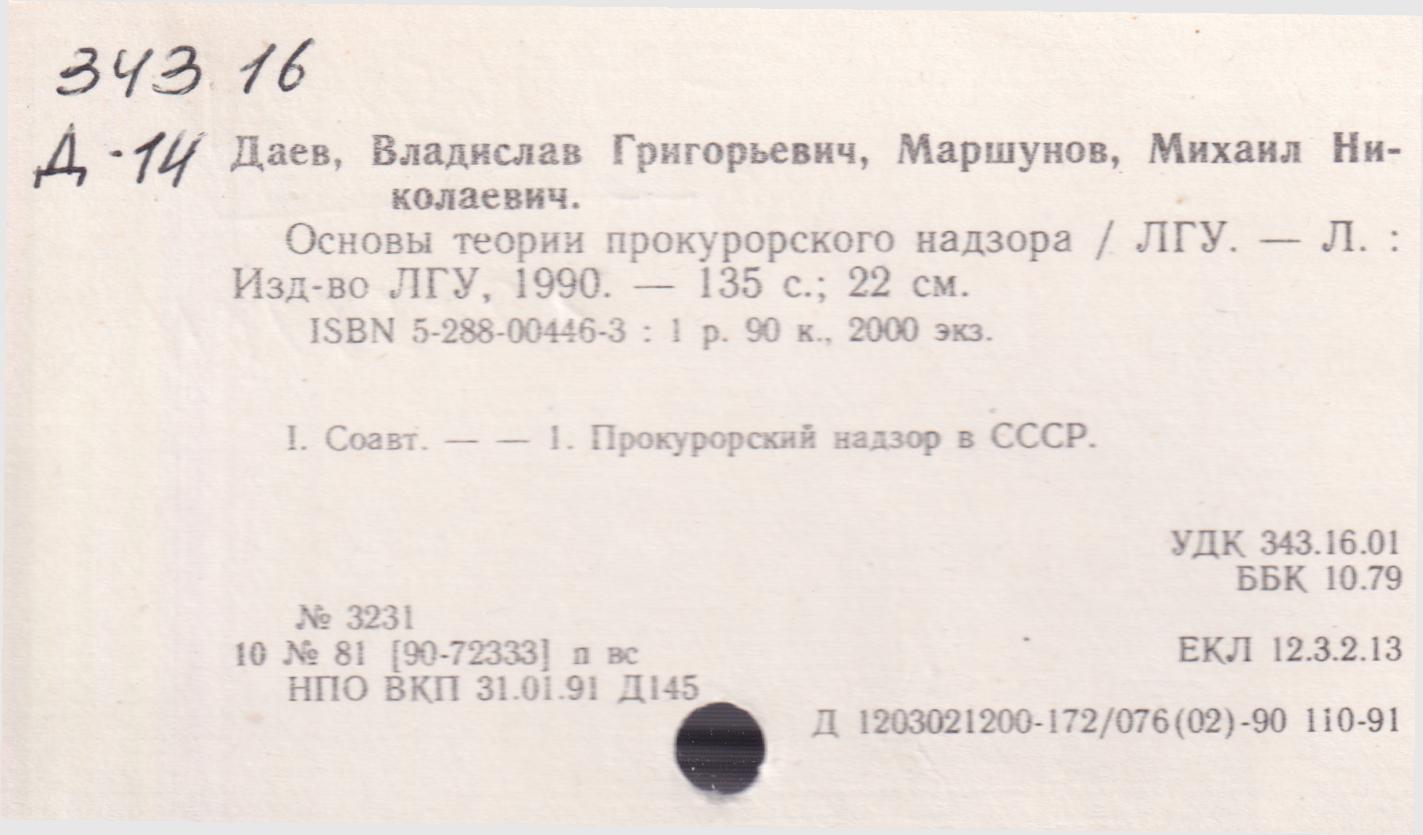 343 16
Д-14 Даев, Владислав Григорьевич, Маршунов, Михаил Ни-
колаевич.
Основы теории прокурорского надзора / ЛГУ. — Л. :
Изд-во ЛГУ, 1990. — 135 с.; 22 см.
ISBN 5-288-00446-3 : 1 р. 90 к., 2000 экз.
I. Соавт. — — 1. Прокурорский надзор в СССР.
УДК 343.16.01
ББК 10.79
№ 3231
10 № 81 [90-72333] п вс
ЕКЛ 12.3.2.13
НПО ВКП 31.01.91 Д145
Д 1203021200-172/076(02)-90 110-91